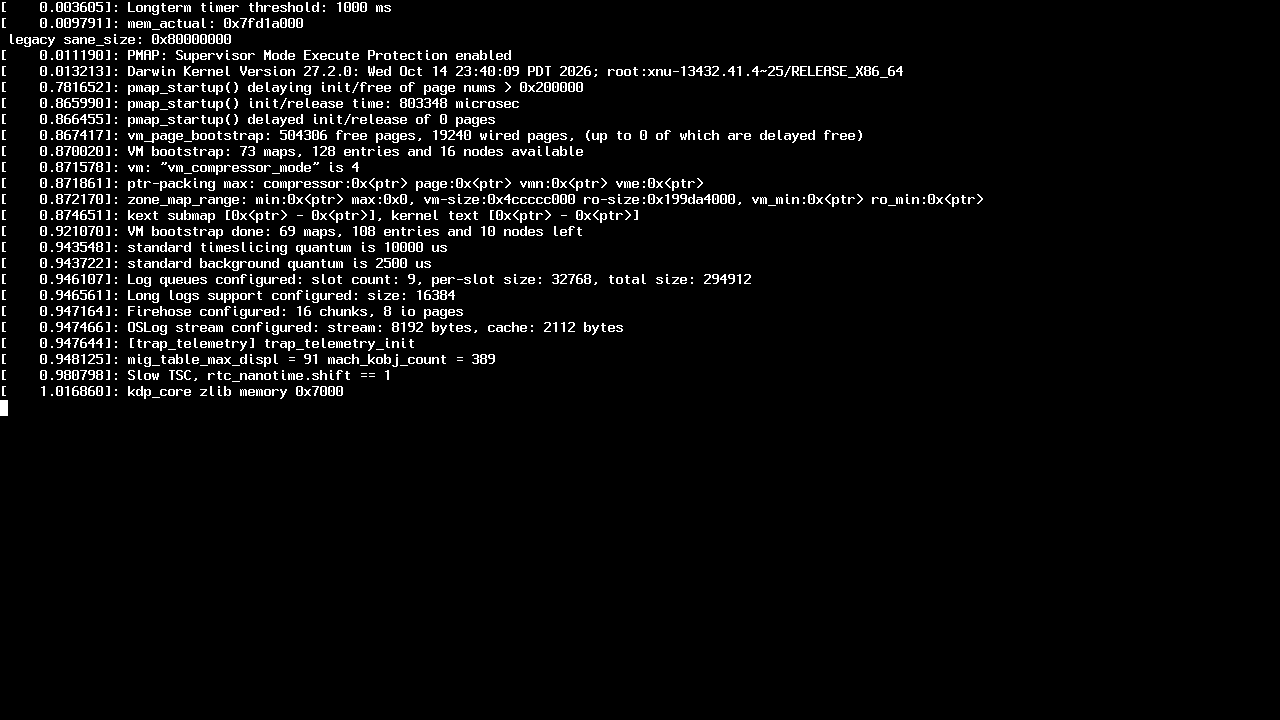 [    0.003605]: Longterm timer threshold: 1000 ms
[    0.009791]: mem_actual: 0x7fd1a000
 legacy sane_size: 0x80000000
[    0.011190]: PMAP: Supervisor Mode Execute Protection enabled
[    0.013213]: Darwin Kernel Version 27.2.0: Wed Oct 14 23:40:09 PDT 2026; root:xnu-13432.41.4~25/RELEASE_X86_64
[    0.781652]: pmap_startup() delaying init/free of page nums > 0x200000
[    0.865990]: pmap_startup() init/release time: 803348 microsec
[    0.866455]: pmap_startup() delayed init/release of 0 pages
[    0.867417]: vm_page_bootstrap: 504306 free pages, 19240 wired pages, (up to 0 of which are delayed free)
[    0.870020]: VM bootstrap: 73 maps, 128 entries and 16 nodes available
[    0.871578]: vm: "vm_compressor_mode" is 4
[    0.871861]: ptr-packing max: compressor:0x<ptr> page:0x<ptr> vmn:0x<ptr> vme:0x<ptr>
[    0.872170]: zone_map_range: min:0x<ptr> max:0x0, vm-size:0x4ccccc000 ro-size:0x199da4000, vm_min:0x<ptr> ro_min:0x<ptr>
[    0.874651]: kext submap [0x<ptr> - 0x<ptr>], kernel text [0x<ptr> - 0x<ptr>]
[    0.921070]: VM bootstrap done: 69 maps, 108 entries and 10 nodes left
[    0.943548]: standard timeslicing quantum is 10000 us
[    0.943722]: standard background quantum is 2500 us
[    0.946107]: Log queues configured: slot count: 9, per-slot size: 32768, total size: 294912
[    0.946561]: Long logs support configured: size: 16384
[    0.947164]: Firehose configured: 16 chunks, 8 io pages
[    0.947466]: OSLog stream configured: stream: 8192 bytes, cache: 2112 bytes
[    0.947644]: [trap_telemetry] trap_telemetry_init
[    0.948125]: mig_table_max_displ = 91 mach_kobj_count = 389
[    0.980798]: Slow TSC, rtc_nanotime.shift == 1
[    1.016860]: kdp_core zlib memory 0x7000